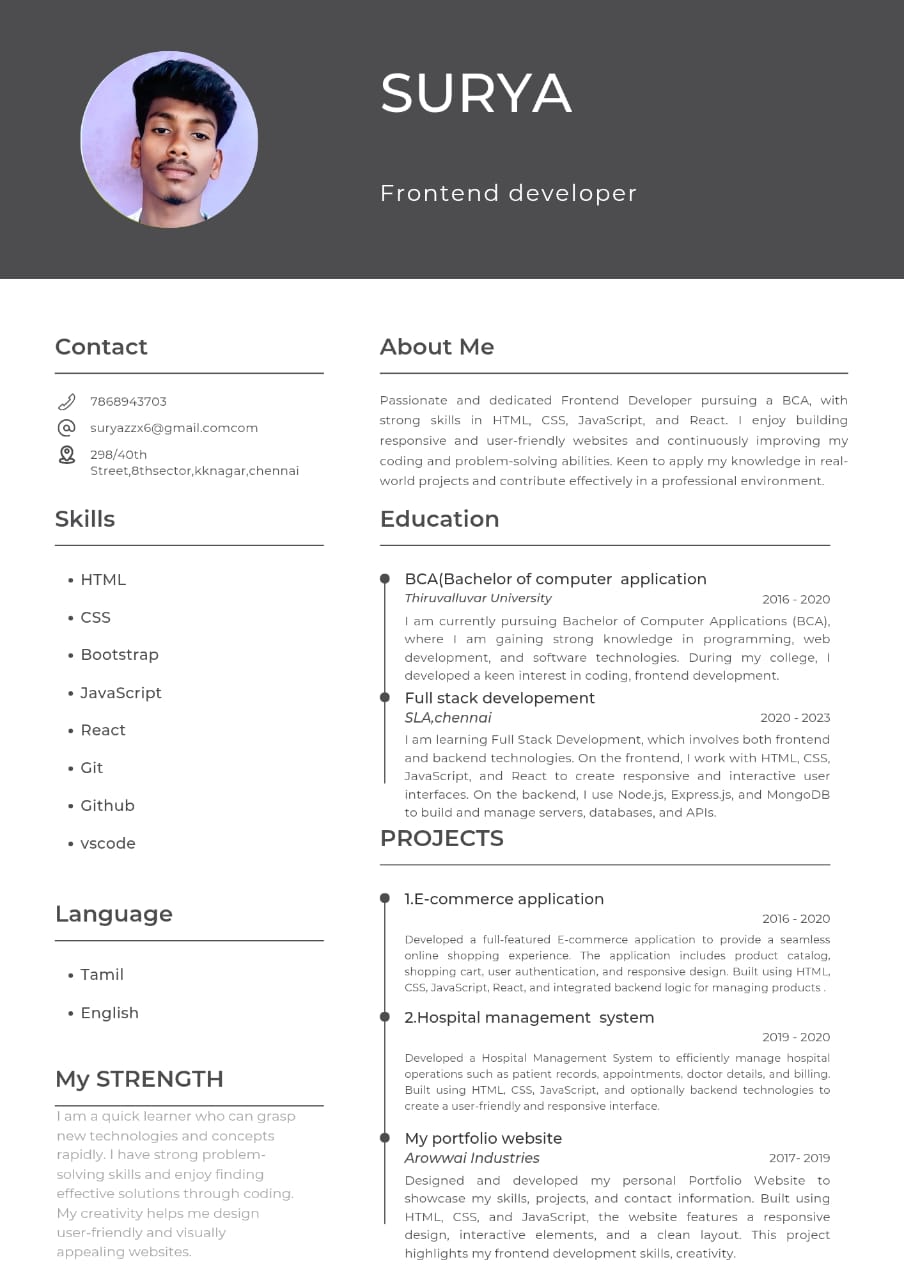 SURYA
Frontend developer
Contact
7868943703
suryazzx6@gmail.comcom
298/40th
Street,8thsector,kknagar,chennai
Skills
• HTML
• CSS
• Bootstrap
• JavaScript
• React
• Git
• Github
• vscode
Language
• Tamil
• English
My STRENGTH
I am a quick learner who can grasp
new technologies and concepts
rapidly. I have strong problem-
solving skills and enjoy finding
effective solutions through coding.
My creativity helps me design
user-friendly and visually
appealing websites.
About Me
Passionate and dedicated Frontend Developer pursuing a BCA, with
strong skills in HTML, CSS, JavaScript, and React. I enjoy building
responsive and user-friendly websites and continuously improving my
coding and problem-solving abilities. Keen to apply my knowledge in real-
world projects and contribute effectively in a professional environment.
Education
BCA(Bachelor of computer  application
Thiruvalluvar University
2016 - 2020
I am currently pursuing Bachelor of Computer Applications (BCA),
where I am gaining strong knowledge in programming, web
development, and software technologies. During my college, I
developed a keen interest in coding, frontend development.
Full stack developement
SLA,chennai
2020 - 2023
I am learning Full Stack Development, which involves both frontend
and backend technologies. On the frontend, I work with HTML, CSS,
JavaScript, and React to create responsive and interactive user
interfaces. On the backend, I use Node.js, Express.js, and MongoDB
to build and manage servers, databases, and APIs.
PROJECTS
1.E-commerce application
2016 - 2020
Developed a full-featured E-commerce application to provide a seamless
online shopping experience. The application includes product catalog,
shopping cart, user authentication, and responsive design. Built using HTML,
CSS, JavaScript, React, and integrated backend logic for managing products .
2.Hospital management  system
2019 - 2020
Developed a Hospital Management System to efficiently manage hospital
operations such as patient records, appointments, doctor details, and billing.
Built using HTML, CSS, JavaScript, and optionally backend technologies to
create a user-friendly and responsive interface.
My portfolio website
Arowwai Industries
2017- 2019
Designed and developed my personal Portfolio Website to
showcase my skills, projects, and contact information. Built using
HTML, CSS, and JavaScript, the website features a responsive
design, interactive elements, and a clean layout. This project
highlights my frontend development skills, creativity.